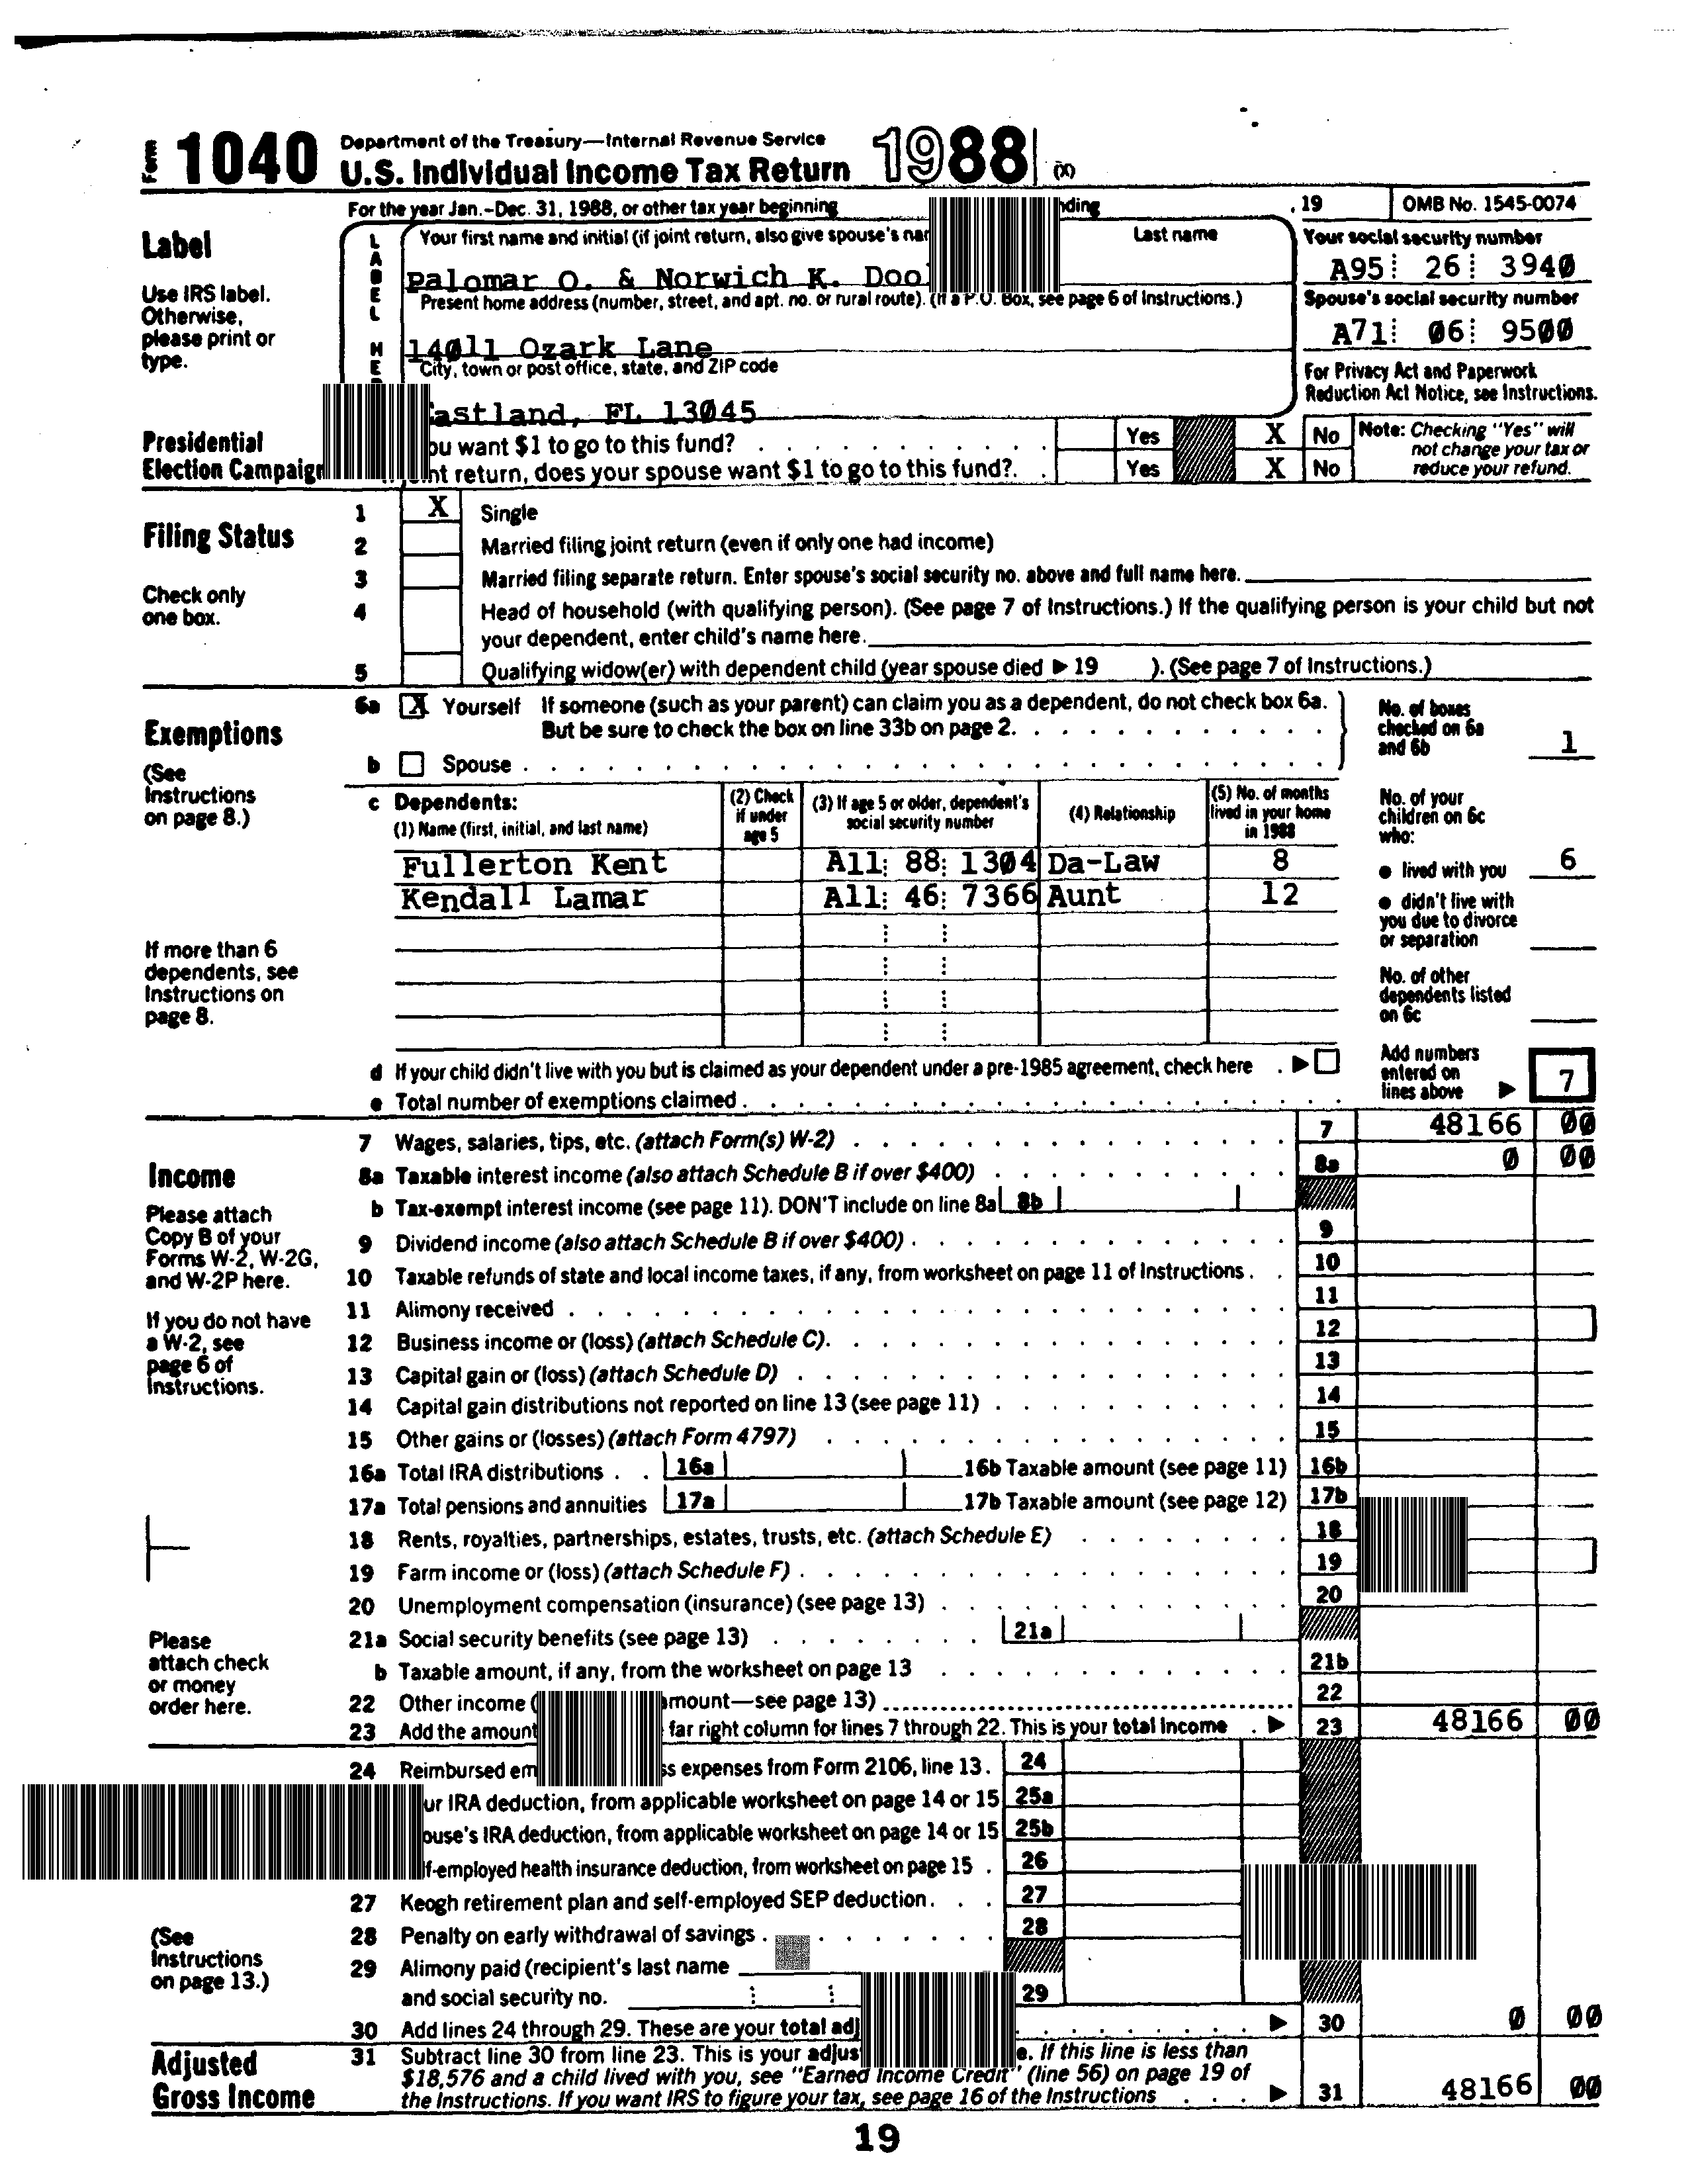 Form 1040 Department of the Treasury—Internal Revenue Service
U.S. Individual Income Tax Return 1988 (X)
For the year Jan.-Dec. 31, 1988, or other tax year beginning , 19 OMB No. 1545-0074
Label
Use IRS label.
Otherwise,
please print or
type.
LABEL HE
Your first name and initial (if joint return, also give spouse's Last name
Palomar O. & Norwich K.
Present home address (number, street, and apt. no. or rural route). (If a P.O. Box, see page 6 of Instructions.)
14011 Ozark Lane
City, town or post office, state, and ZIP code
FL 13045
Your social security number
A95 26 3940
Spouse's social security number
A71 06 9500
For Privacy Act and Paperwork
Reduction Act Notice, see Instructions.
Presidential
Election
want $1 to go to this fund? Yes X No
return, does your spouse want $1 to go to this fund?. Yes X No
Note: Checking "Yes" will
not change your tax or
reduce your refund.
Filing Status
Check only
one box.
1 X Single
2 Married filing joint return (even if only one had income)
3 Married filing separate return. Enter spouse's social security no. above and full name here.
4 Head of household (with qualifying person). (See page 7 of Instructions.) If the qualifying person is your child but not
your dependent, enter child's name here.
5 Qualifying widow(er) with dependent child (year spouse died ▶ 19 ). (See page 7 of Instructions.)
Exemptions
(See
Instructions
on page 8.)
If more than 6
dependents, see
Instructions on
page 8.
6a X Yourself If someone (such as your parent) can claim you as a dependent, do not check box 6a.
But be sure to check the box on line 33b on page 2.
b Spouse
No. of boxes
checked on 6a
and 6b 1
c Dependents:
(1) Name (first, initial, and last name)
(2) Check
if under
age 5
(3) If age 5 or older, dependent's
social security number
(4) Relationship
(5) No. of months
lived in your home
in 1988
Fullerton Kent A11 88 1304 Da-Law 8
Kendall Lamar A11 46 7366 Aunt 12
No. of your
children on 6c
who:
● lived with you 6
● didn't live with
you due to divorce
or separation
No. of other
dependents listed
on 6c
d If your child didn't live with you but is claimed as your dependent under a pre-1985 agreement, check here . ▶
e Total number of exemptions claimed
Add numbers
entered on
lines above ▶ 7
Income
Please attach
Copy B of your
Forms W-2, W-2G,
and W-2P here.
If you do not have
a W-2, see
page 6 of
Instructions.
Please
attach check
or money
order here.
7 Wages, salaries, tips, etc. (attach Form(s) W-2) 7 48166 00
8a Taxable interest income (also attach Schedule B if over $400) 8a 0 00
b Tax-exempt interest income (see page 11). DON'T include on line 8a 8b
9 Dividend income (also attach Schedule B if over $400) 9
10 Taxable refunds of state and local income taxes, if any, from worksheet on page 11 of Instructions 10
11 Alimony received 11
12 Business income or (loss) (attach Schedule C) 12
13 Capital gain or (loss) (attach Schedule D) 13
14 Capital gain distributions not reported on line 13 (see page 11) 14
15 Other gains or (losses) (attach Form 4797) 15
16a Total IRA distributions 16a 16b Taxable amount (see page 11) 16b
17a Total pensions and annuities 17a 17b Taxable amount (see page 12) 17b
18 Rents, royalties, partnerships, estates, trusts, etc. (attach Schedule E) 18
19 Farm income or (loss) (attach Schedule F) 19
20 Unemployment compensation (insurance) (see page 13) 20
21a Social security benefits (see page 13) 21a
b Taxable amount, if any, from the worksheet on page 13 21b
22 Other income see page 13) 22
23 Add the far right column for lines 7 through 22. This is your total income ▶ 23 48166 00
24 Reimbursed expenses from Form 2106, line 13 24
IRA deduction, from applicable worksheet on page 14 or 15 25a
IRA deduction, from applicable worksheet on page 14 or 15 25b
health insurance deduction, from worksheet on page 15 26
27 Keogh retirement plan and self-employed SEP deduction 27
28 Penalty on early withdrawal of savings 28
29 Alimony paid (recipient's last name
and social security no. 29
(See
Instructions
on page 13.)
30 Add lines 24 through 29. These are your total ▶ 30 0 00
Adjusted
Gross Income
31 Subtract line 30 from line 23. This is your If this line is less than
$18,576 and a child lived with you, see "Earned Income Credit" (line 56) on page 19 of
the Instructions. If you want IRS to figure your tax, see page 16 of the Instructions ▶ 31 48166 00
19